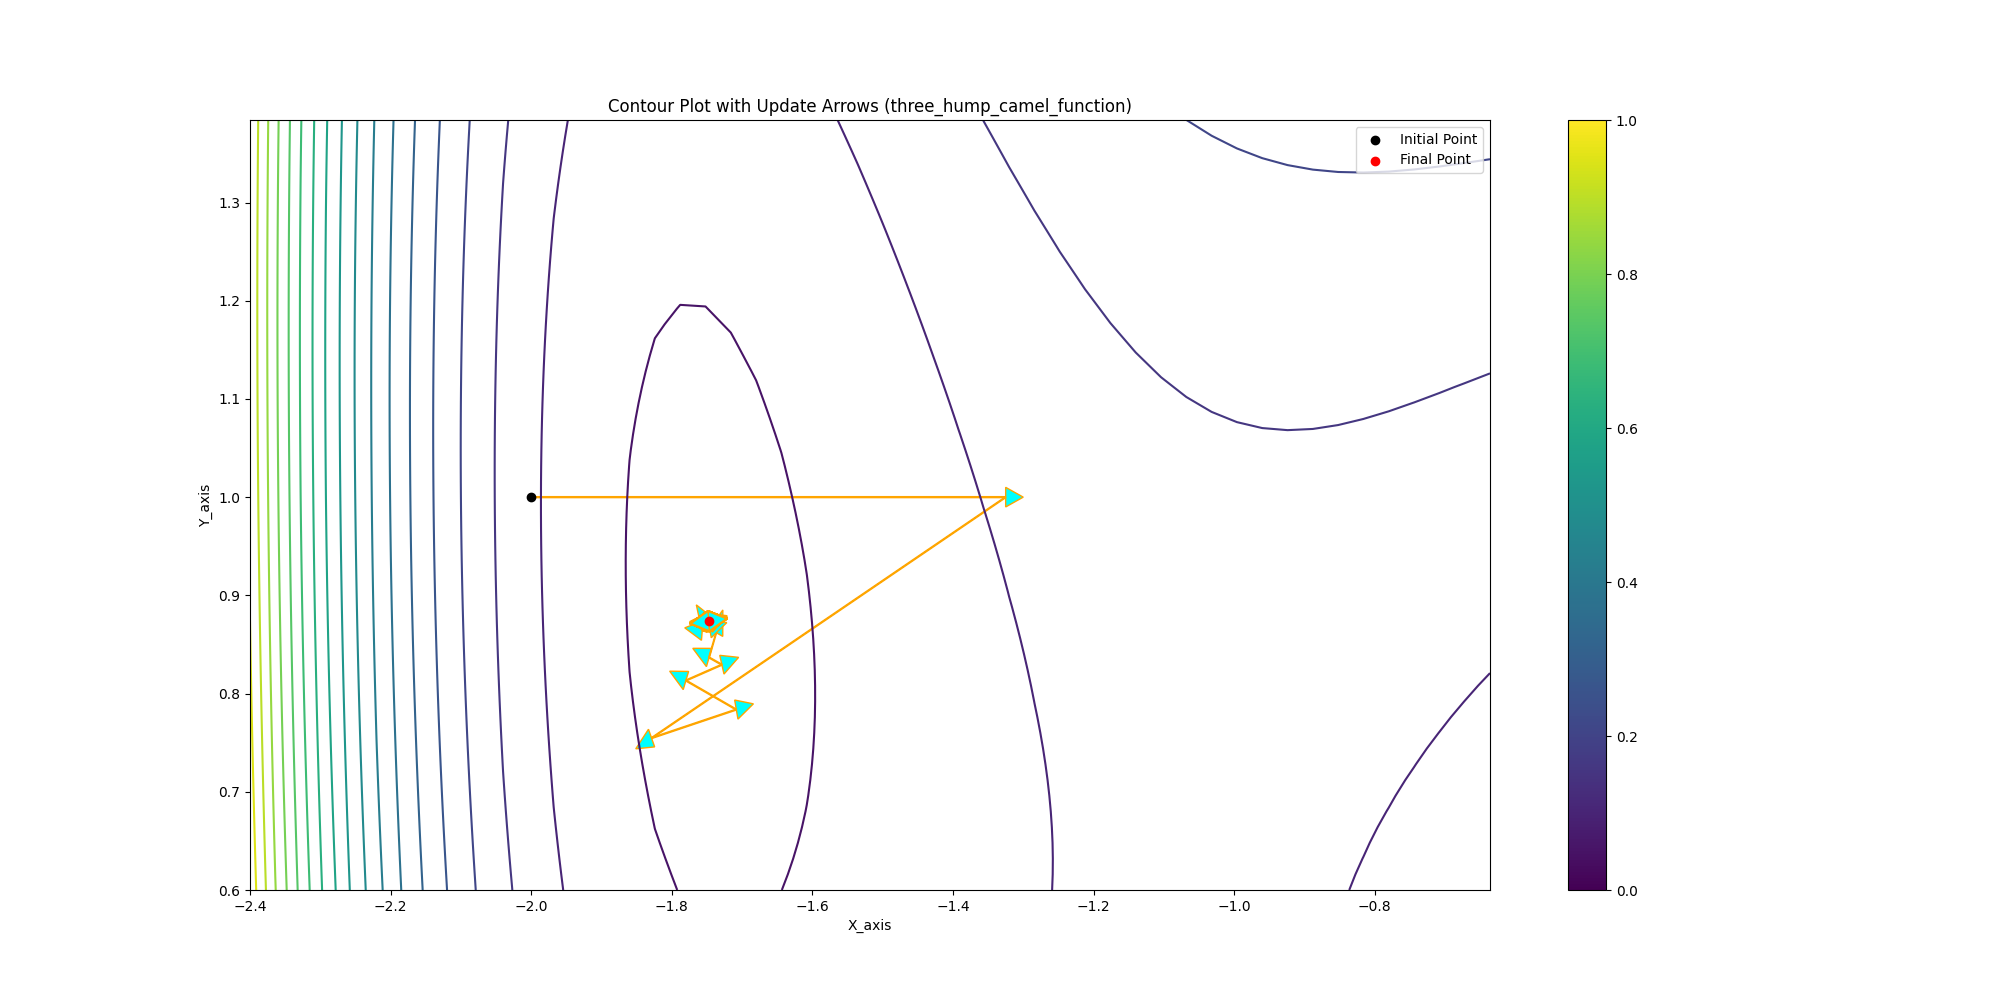 Contour Plot with Update Arrows (three_hump_camel_function)
Initial Point
Final Point
1.3
1.2
1.1
1.0
0.9
0.8
0.7
0.6
Y_axis
−2.4 −2.2 −2.0 −1.8 −1.6 −1.4 −1.2 −1.0 −0.8
X_axis
1.0
0.8
0.6
0.4
0.2
0.0